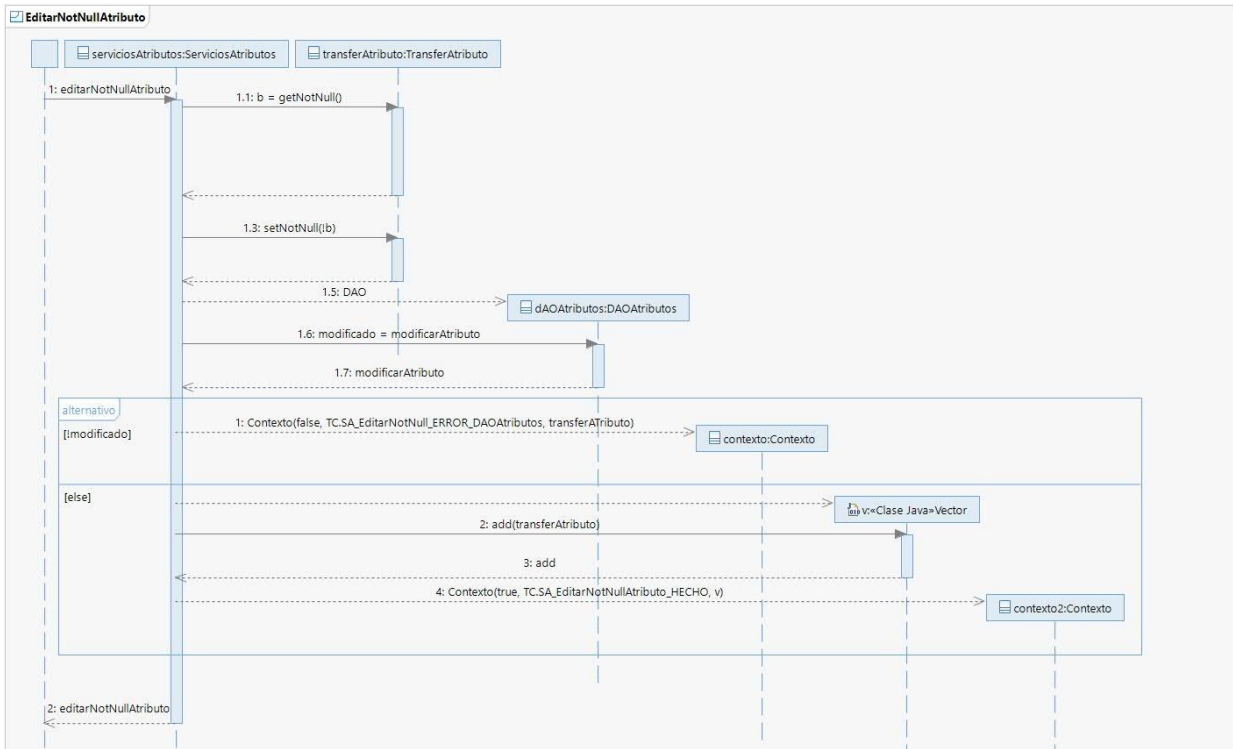 EditarNotNullAtributo
serviciosAtributos:ServiciosAtributos
transferAtributo:TransferAtributo
1: editarNotNullAtributo
1.1: b = getNotNull()
1.3: setNotNull(!b)
1.5: DAO
dAOAtributos:DAOAtributos
1.6: modificado = modificarAtributo
1.7: modificarAtributo
alternativo
[!modificado]
1: Contexto(false, TC.SA_EditarNotNull_ERROR_DAOAtributos, transferATributo)
contexto:Contexto
[else]
v:«Clase Java»Vector
2: add(transferAtributo)
3: add
4: Contexto(true, TC.SA_EditarNotNullAtributo_HECHO, v)
contexto2:Contexto
2: editarNotNullAtributo